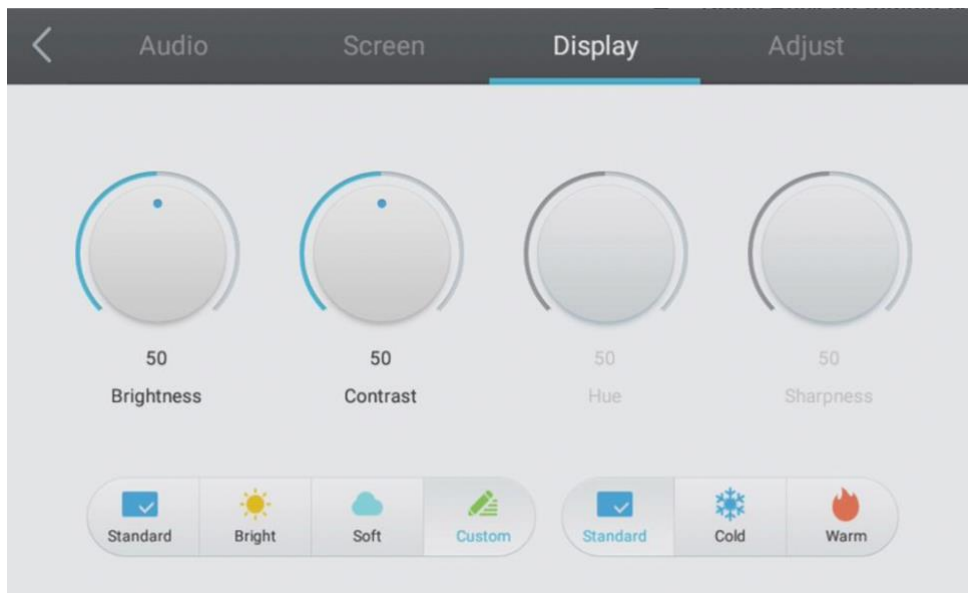 Audio Screen Display Adjust
50 50 50 50
Brightness Contrast Hue Sharpness
Standard Bright Soft Custom Standard Cold Warm